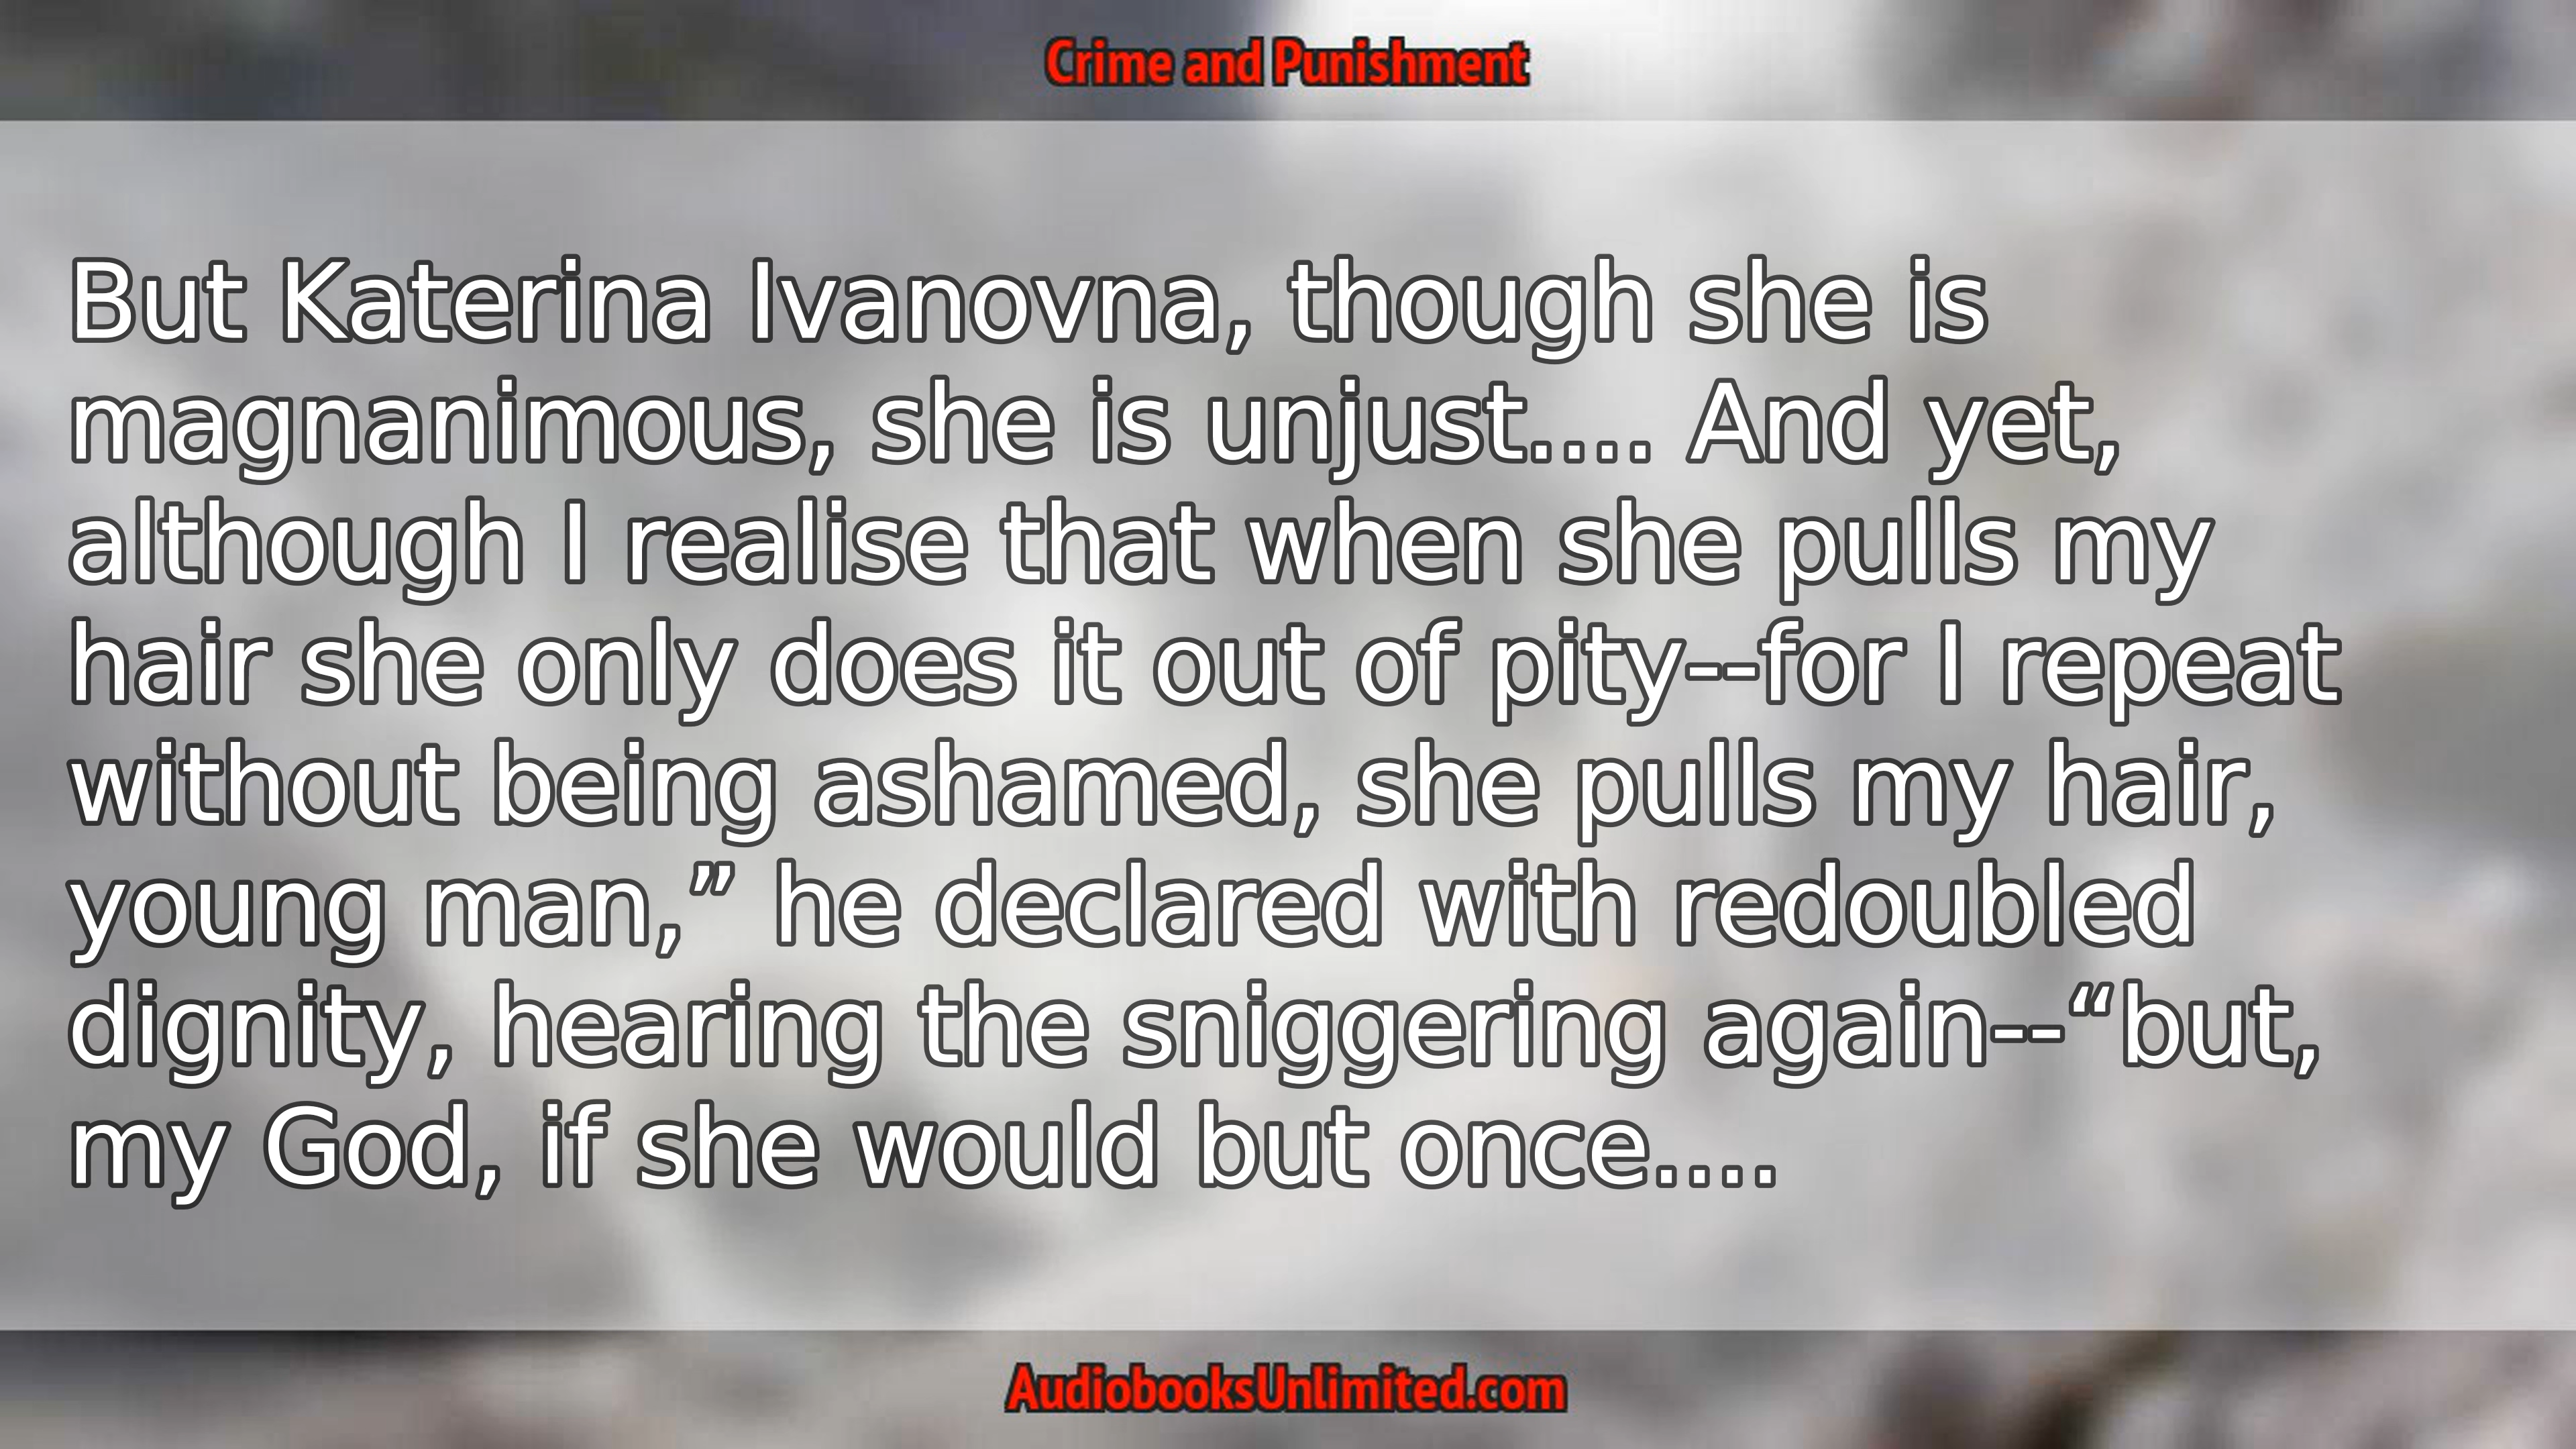 Crime and Punishment
But Katerina Ivanovna, though she is
magnanimous, she is unjust.... And yet,
although I realise that when she pulls my
hair she only does it out of pity--for I repeat
without being ashamed, she pulls my hair,
young man,” he declared with redoubled
dignity, hearing the sniggering again--“but,
my God, if she would but once....
AudiobooksUnlimited.com